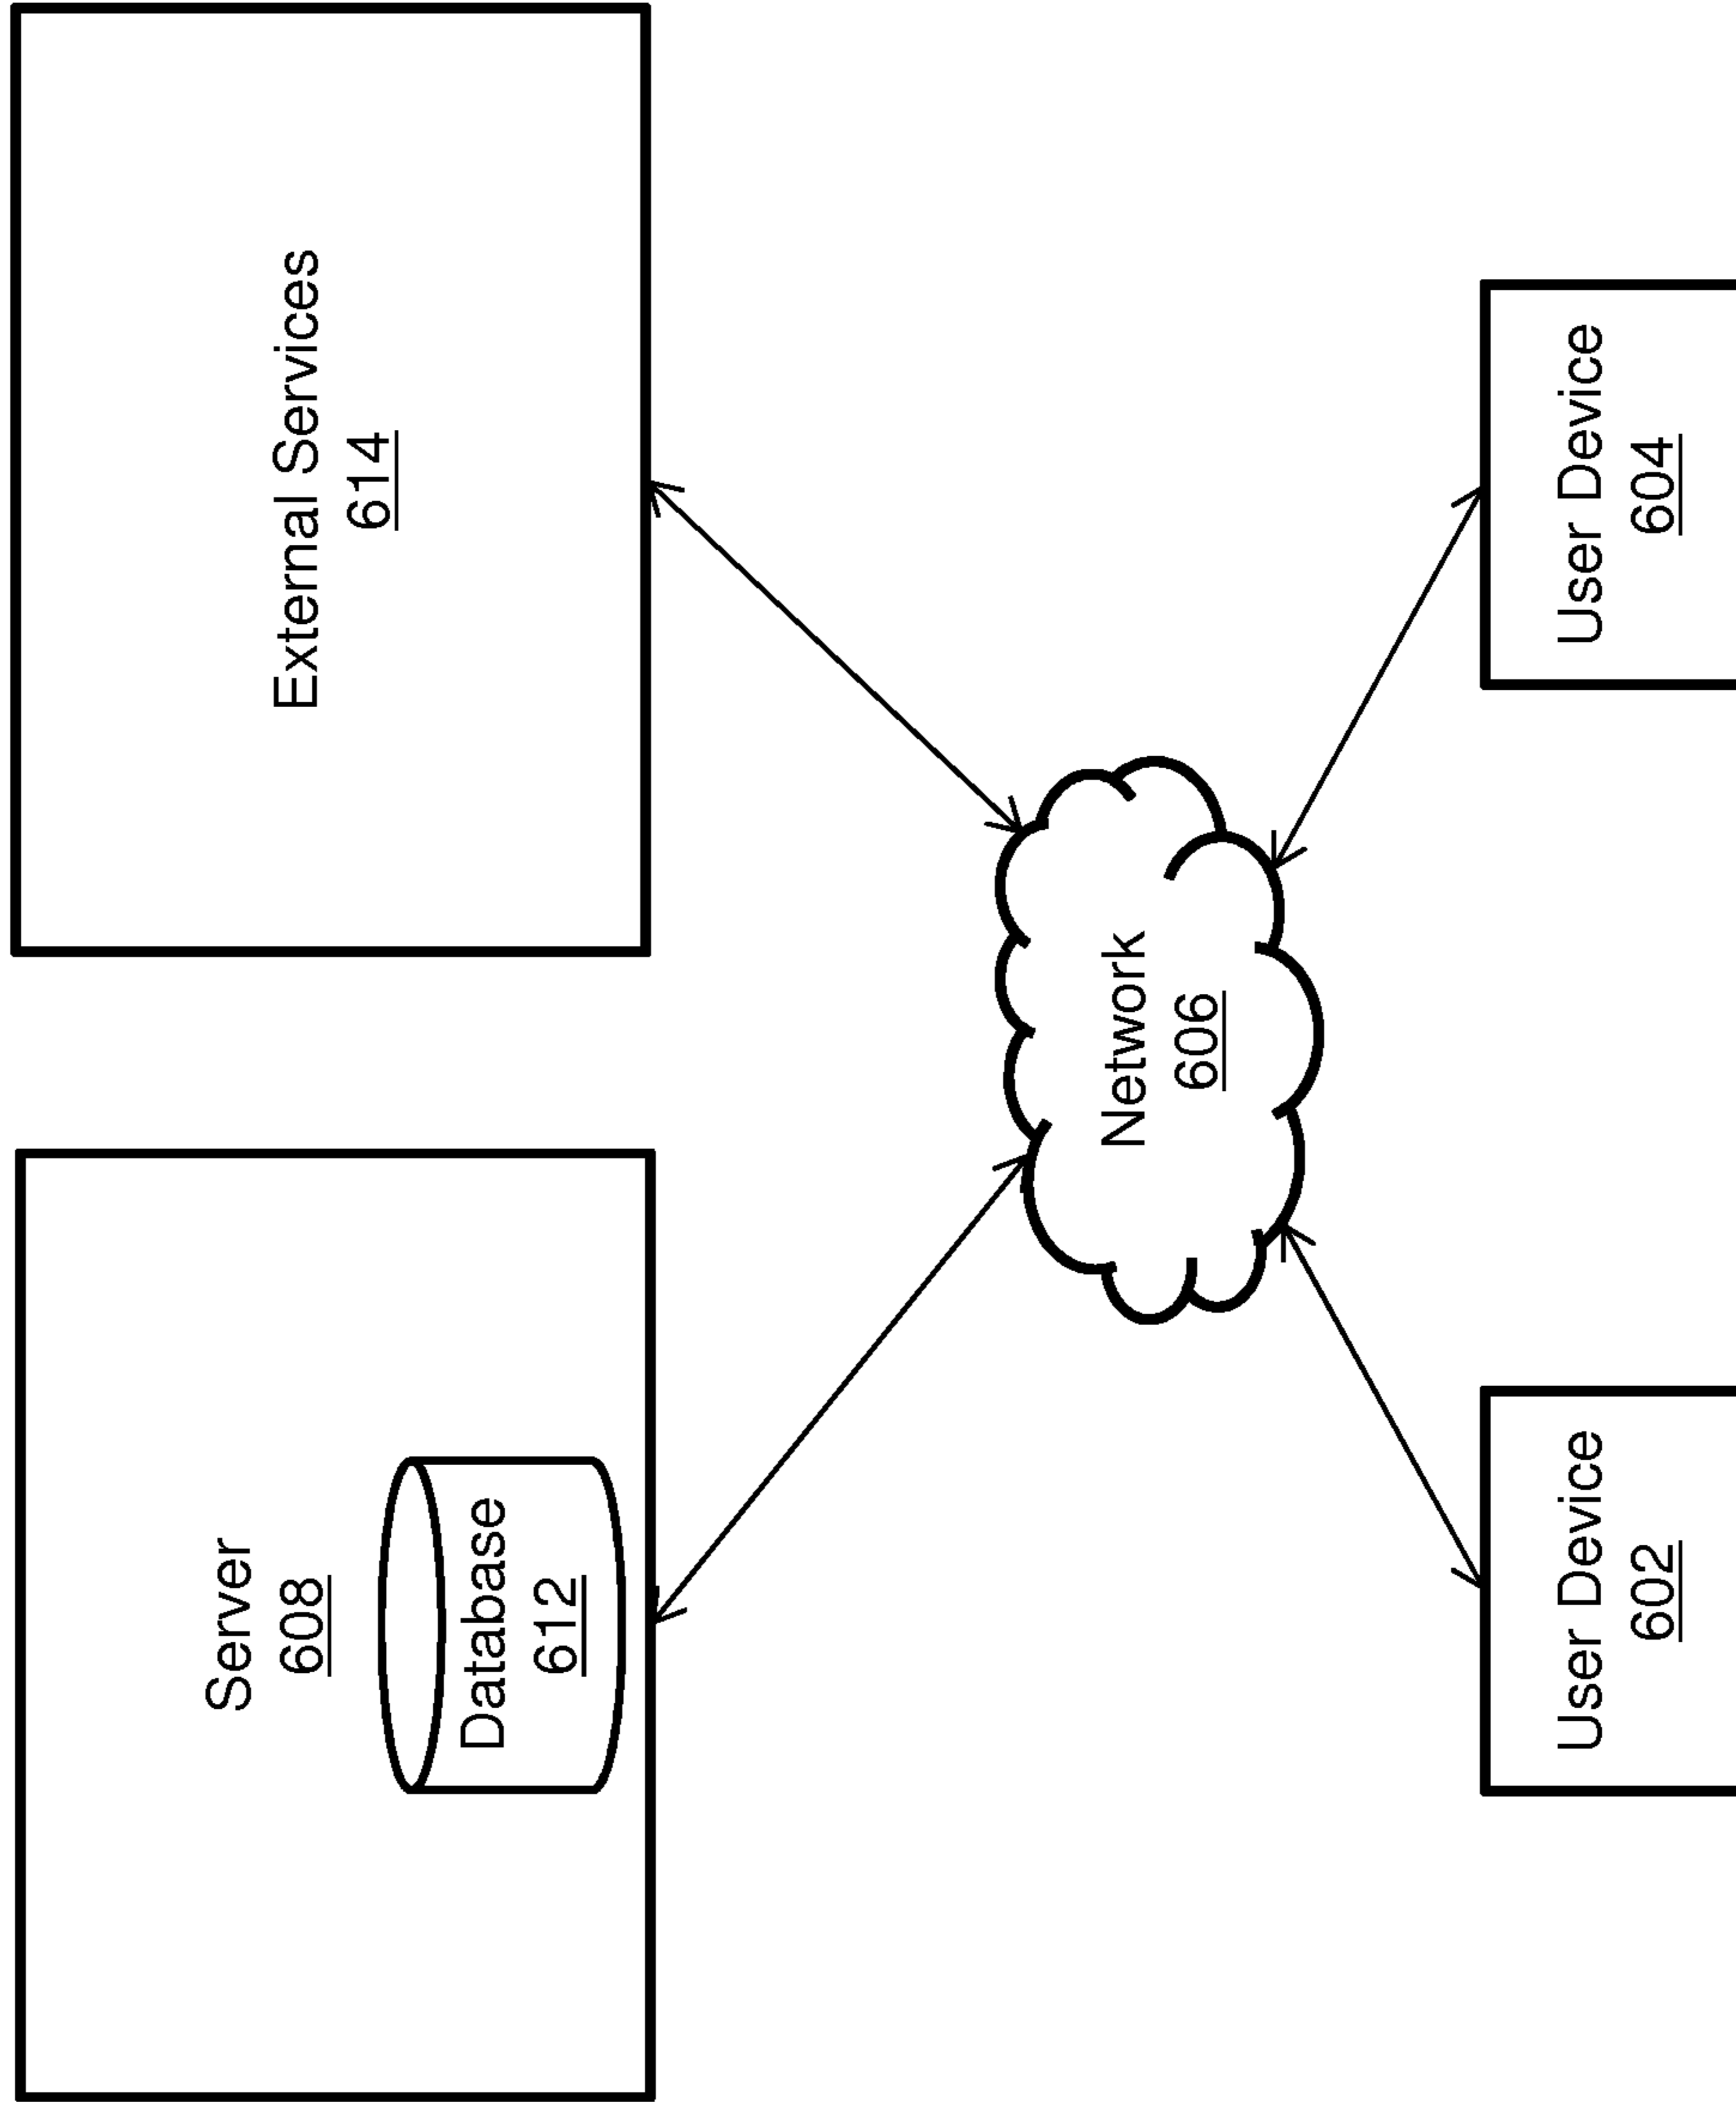 Server
608
Database
612
External Services
614
Network
606
User Device
602
User Device
604